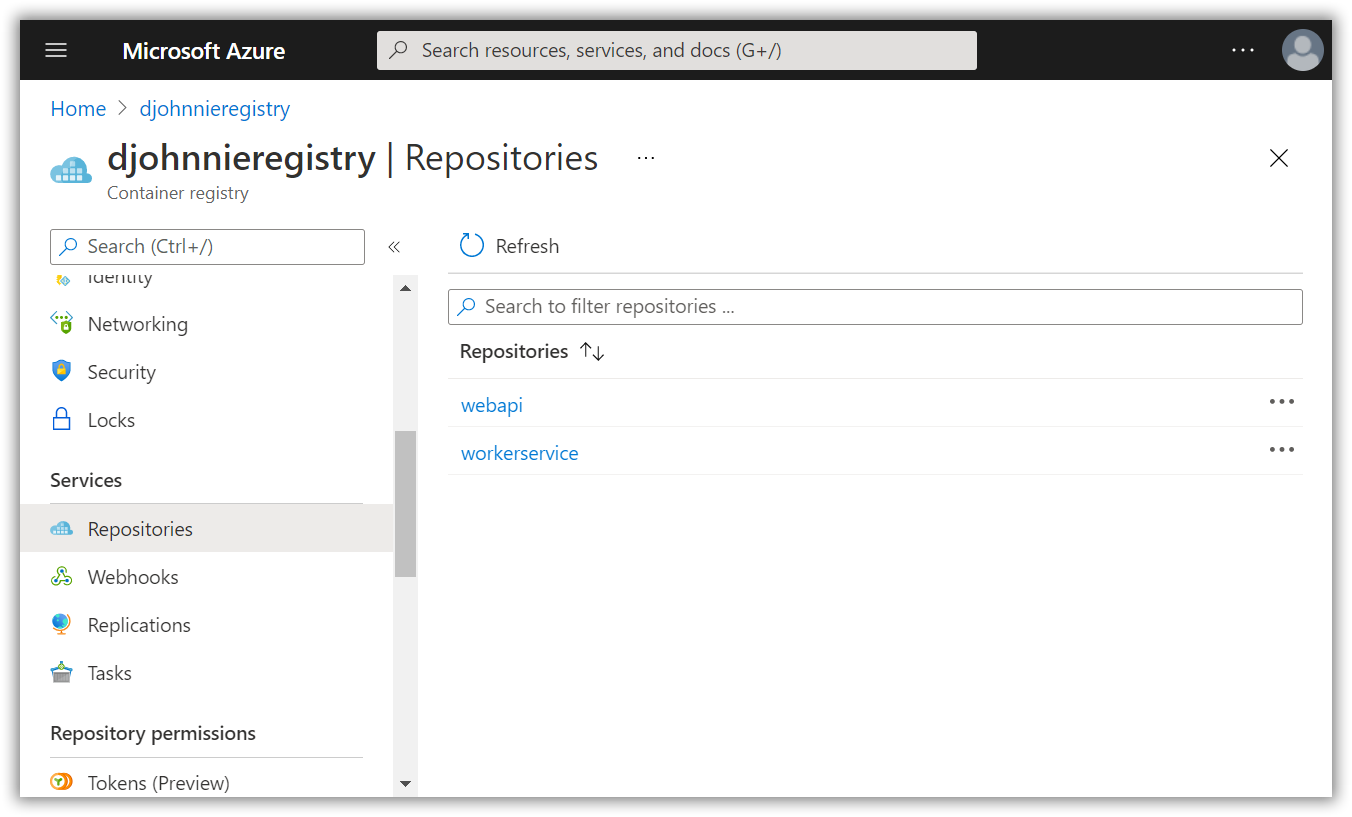 Microsoft Azure
Search resources, services, and docs (G+/)
Home > djohnnieregistry
djohnnieregistry | Repositories ...
Container registry
Search (Ctrl+/)
«
Identity
Networking
Security
Locks
Services
Repositories
Webhooks
Replications
Tasks
Repository permissions
Tokens (Preview)
Refresh
Search to filter repositories ...
Repositories ↑↓
webapi
workerservice